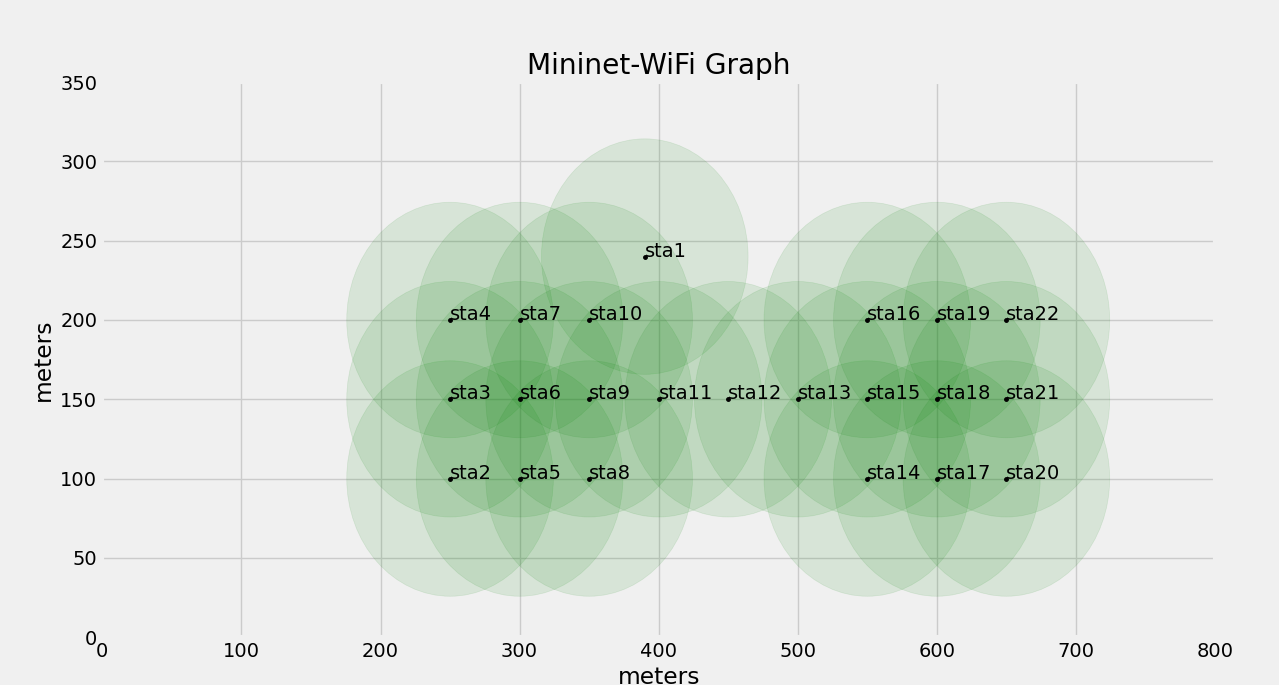 Mininet-WiFi Graph
350
300
250
200
150
100
50
0
meters
sta1
sta4 sta7 sta10 sta16 sta19 sta22
sta3 sta6 sta9 sta11 sta12 sta13 sta15 sta18 sta21
sta2 sta5 sta8 sta14 sta17 sta20
0 100 200 300 400 500 600 700 800
meters